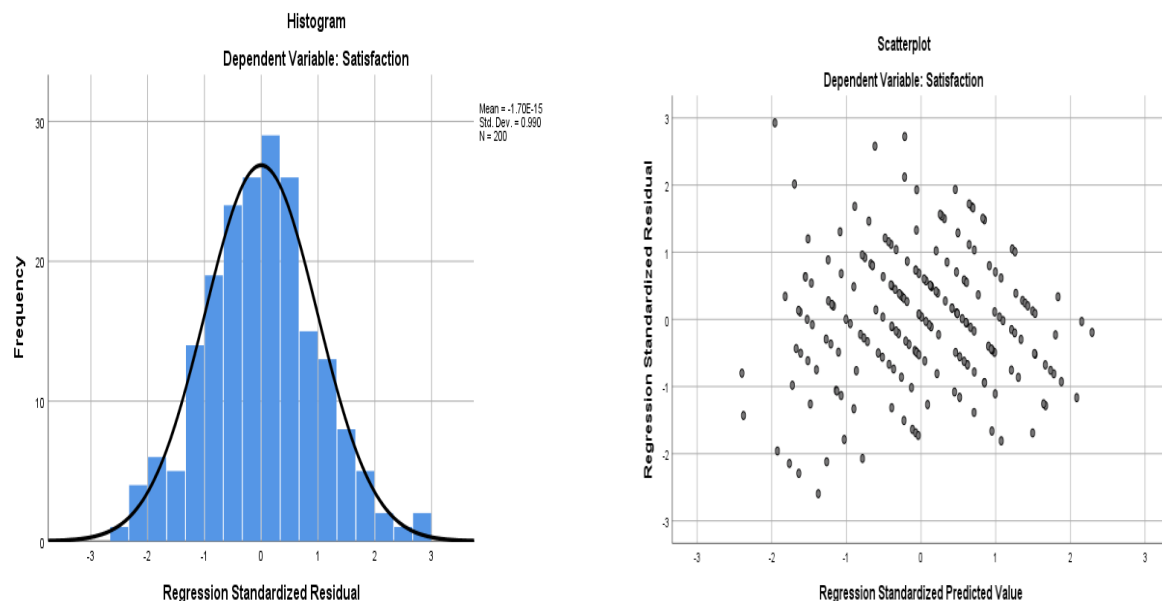 Histogram
Dependent Variable: Satisfaction
Mean = -1.70E-15
Std. Dev. = 0.990
N = 200
Frequency
30
20
10
0
-3 -2 -1 0 1 2 3
Regression Standardized Residual
Scatterplot
Dependent Variable: Satisfaction
Regression Standardized Residual
3
2
1
0
-1
-2
-3
-3 -2 -1 0 1 2 3
Regression Standardized Predicted Value